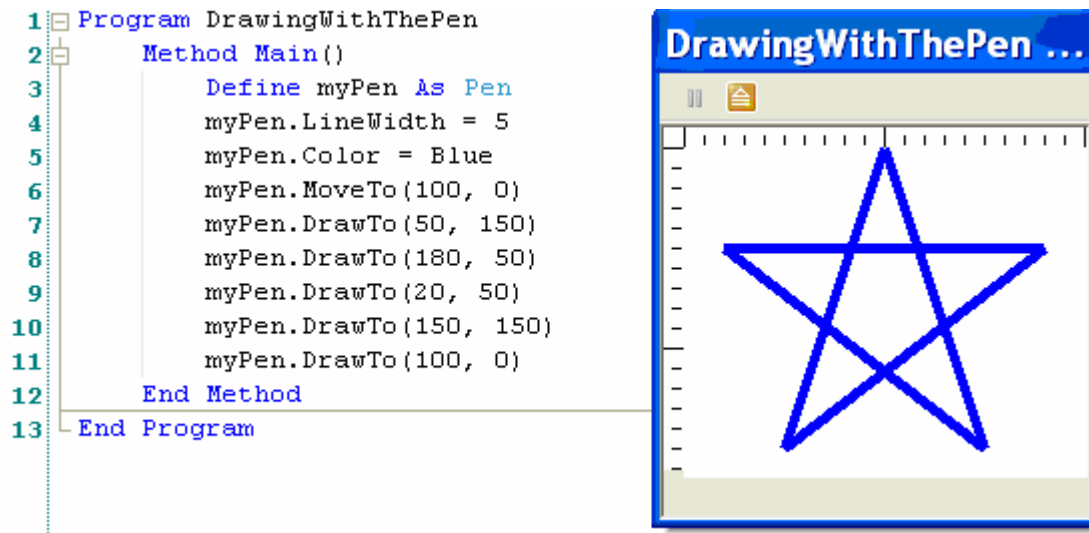 1 Program DrawingWithThePen
2 Method Main()
3 Define myPen As Pen
4 myPen.LineWidth = 5
5 myPen.Color = Blue
6 myPen.MoveTo(100, 0)
7 myPen.DrawTo(50, 150)
8 myPen.DrawTo(180, 50)
9 myPen.DrawTo(20, 50)
10 myPen.DrawTo(150, 150)
11 myPen.DrawTo(100, 0)
12 End Method
13 End Program
DrawingWithThePen ...